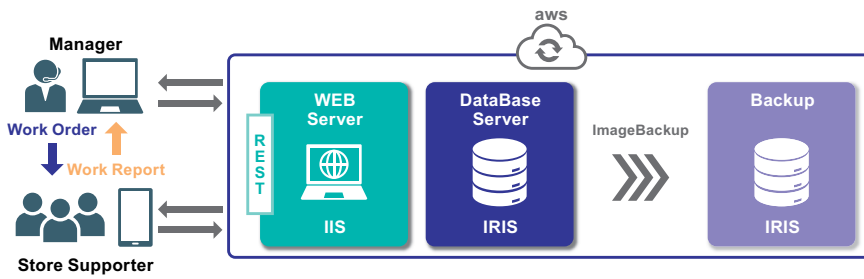 aws
Manager
Work Order
Work Report
Store Supporter
REST
WEB
Server
IIS
DataBase
Server
IRIS
ImageBackup
Backup
IRIS